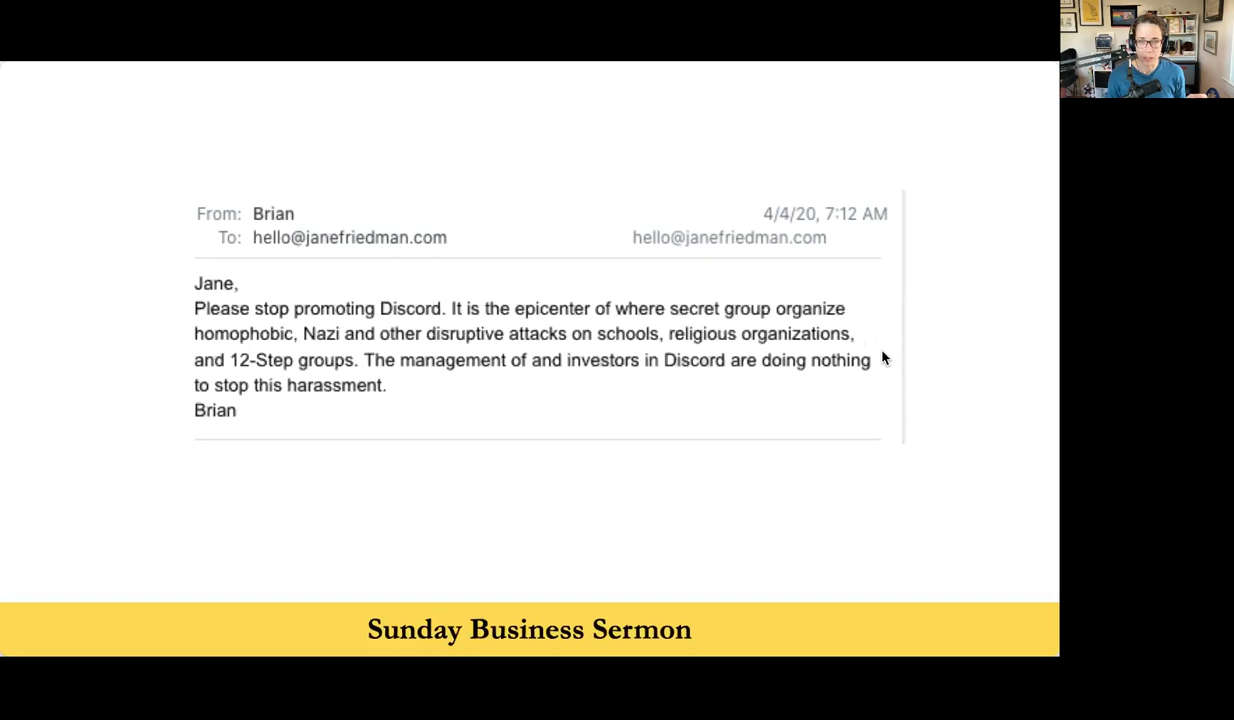 From: Brian 4/4/20, 7:12 AM
To: hello@janefriedman.com hello@janefriedman.com
Jane,
Please stop promoting Discord. It is the epicenter of where secret group organize
homophobic, Nazi and other disruptive attacks on schools, religious organizations,
and 12-Step groups. The management of and investors in Discord are doing nothing
to stop this harassment.
Brian
Sunday Business Sermon